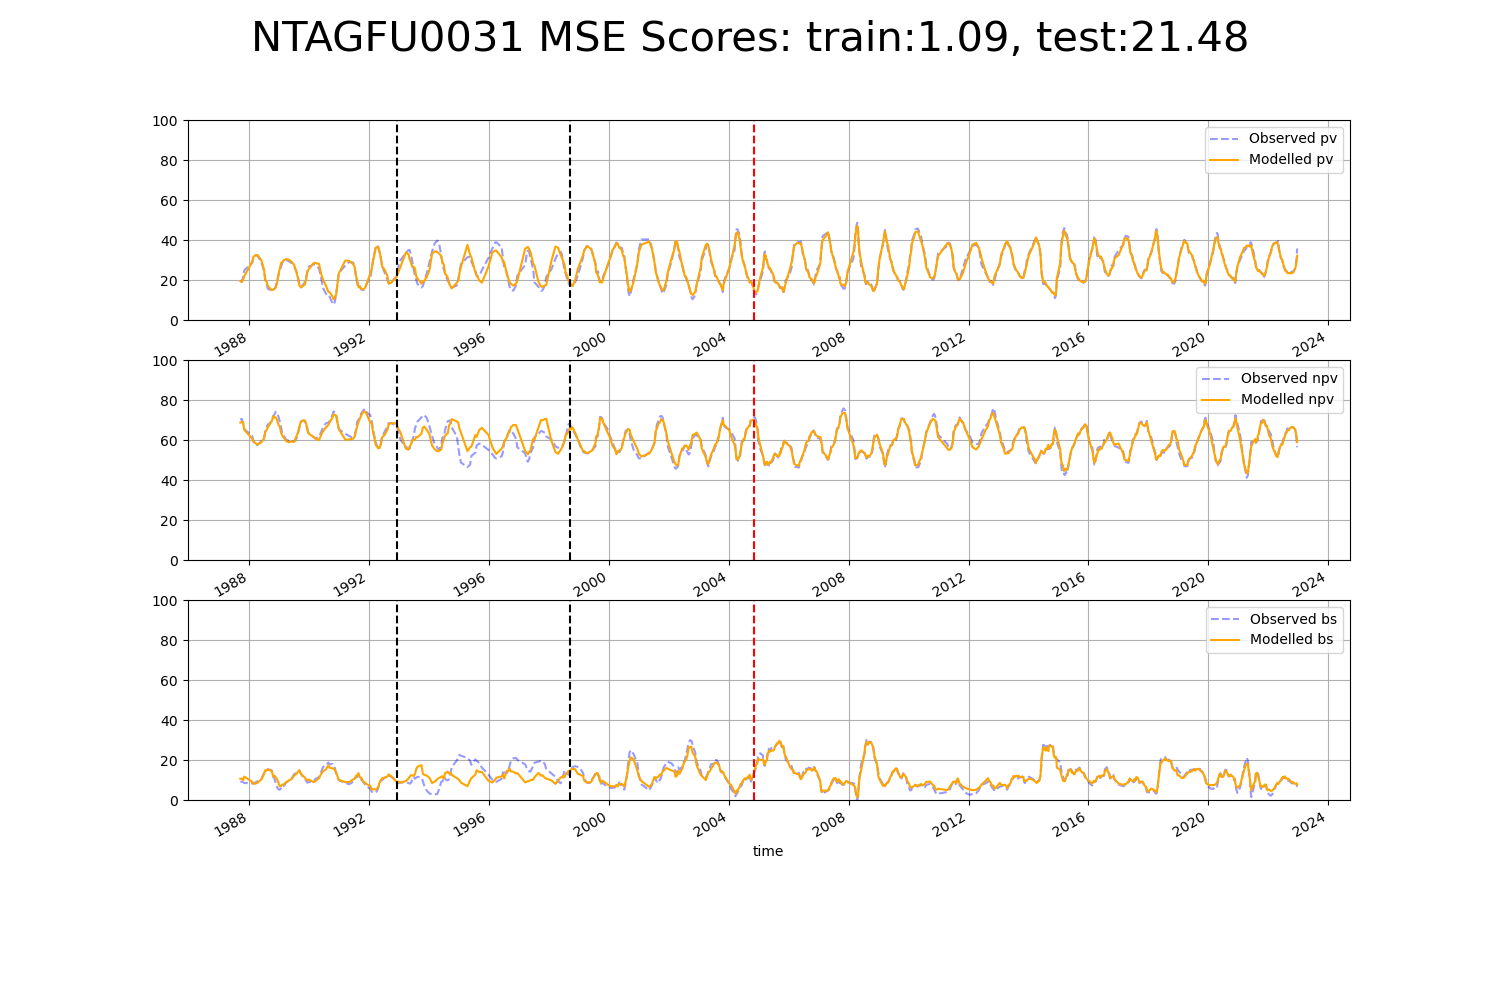 NTAGFU0031 MSE Scores: train:1.09, test:21.48
100
80
60
40
20
0
Observed pv
Modelled pv
1988 1992 1996 2000 2004 2008 2012 2016 2020 2024
100
80
60
40
20
0
Observed npv
Modelled npv
1988 1992 1996 2000 2004 2008 2012 2016 2020 2024
100
80
60
40
20
0
Observed bs
Modelled bs
1988 1992 1996 2000 2004 2008 2012 2016 2020 2024
time